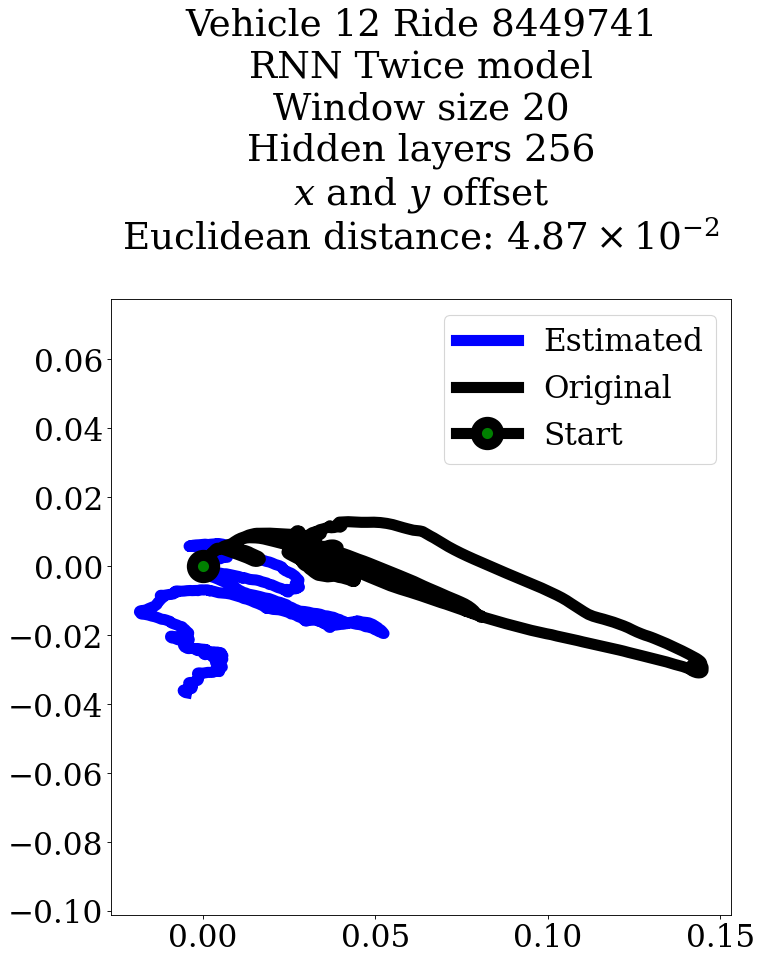 Vehicle 12 Ride 8449741
RNN Twice model
Window size 20
Hidden layers 256
x and y offset
Euclidean distance: 4.87 × 10⁻²
Estimated
Original
Start
0.06
0.04
0.02
0.00
−0.02
−0.04
−0.06
−0.08
−0.10
0.00 0.05 0.10 0.15